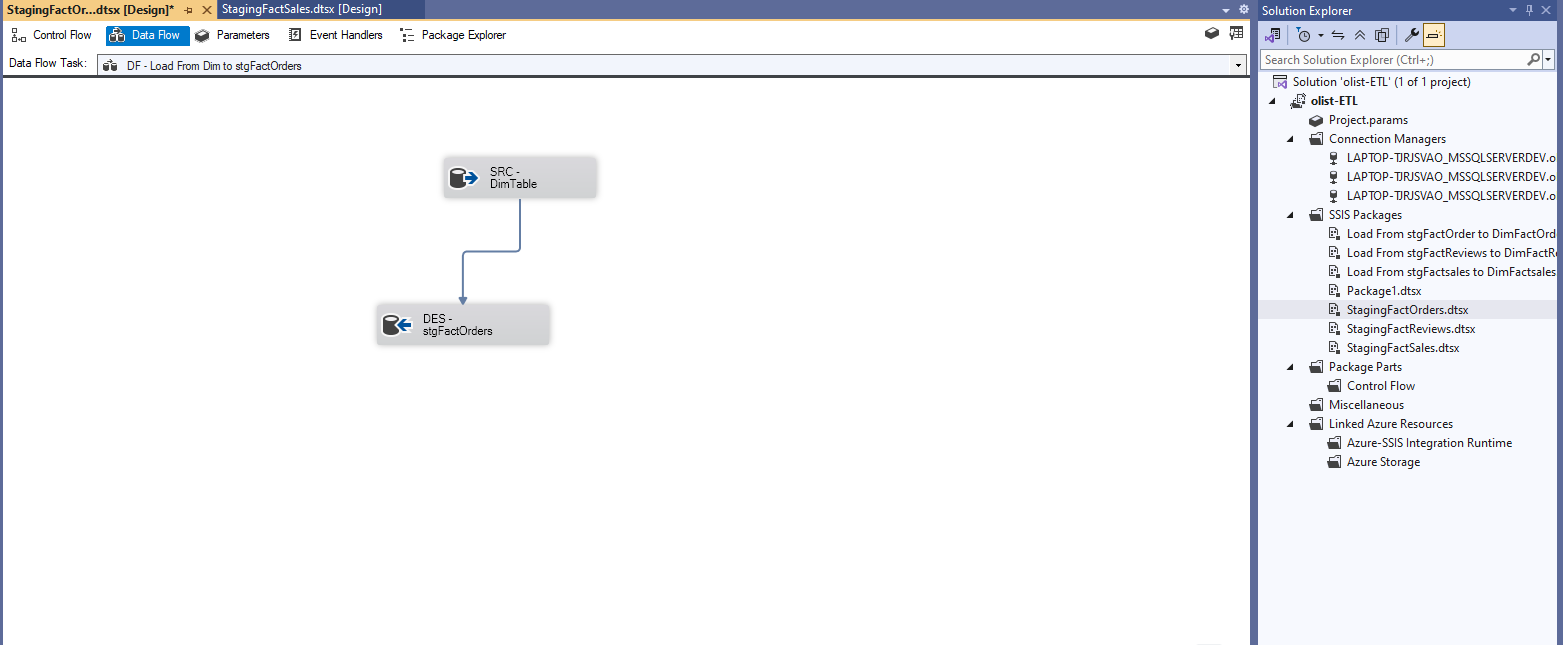 StagingFactOr...dtsx [Design]*
StagingFactSales.dtsx [Design]
Control Flow
Data Flow
Parameters
Event Handlers
Package Explorer
Data Flow Task:
DF - Load From Dim to stgFactOrders
SRC -
DimTable
DES -
stgFactOrders
Solution Explorer
Search Solution Explorer (Ctrl+;)
Solution 'olist-ETL' (1 of 1 project)
olist-ETL
Project.params
Connection Managers
LAPTOP-TJRJSVAO_MSSQLSERVERDEV.o
LAPTOP-TJRJSVAO_MSSQLSERVERDEV.o
LAPTOP-TJRJSVAO_MSSQLSERVERDEV.o
SSIS Packages
Load From stgFactOrder to DimFactOrd
Load From stgFactReviews to DimFactRe
Load From stgFactsales to DimFactsales
Package1.dtsx
StagingFactOrders.dtsx
StagingFactReviews.dtsx
StagingFactSales.dtsx
Package Parts
Control Flow
Miscellaneous
Linked Azure Resources
Azure-SSIS Integration Runtime
Azure Storage